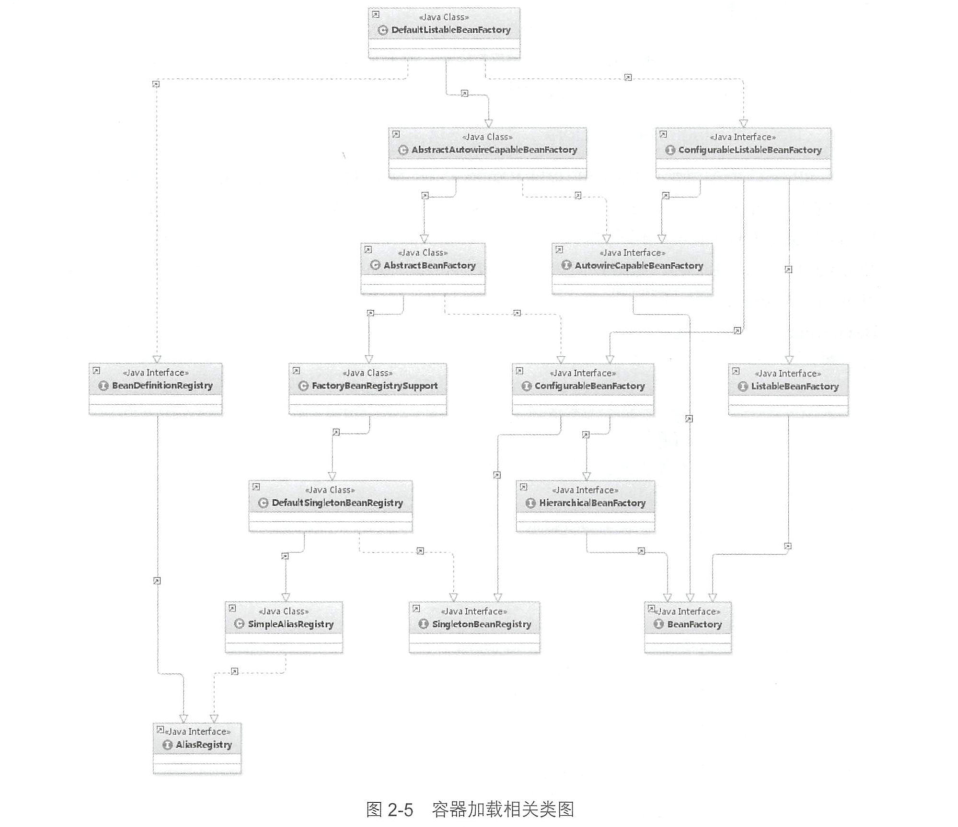 «Java Class»
DefaultListableBeanFactory
«Java Class»
AbstractAutowireCapableBeanFactory
«Java Interface»
ConfigurableListableBeanFactory
«Java Class»
AbstractBeanFactory
«Java Interface»
AutowireCapableBeanFactory
«Java Interface»
BeanDefinitionRegistry
«Java Class»
FactoryBeanRegistrySupport
«Java Interface»
ConfigurableBeanFactory
«Java Interface»
ListableBeanFactory
«Java Class»
DefaultSingletonBeanRegistry
«Java Interface»
HierarchicalBeanFactory
«Java Class»
SimpleAliasRegistry
«Java Interface»
SingletonBeanRegistry
«Java Interface»
BeanFactory
«Java Interface»
AliasRegistry
图 2-5 容器加载相关类图